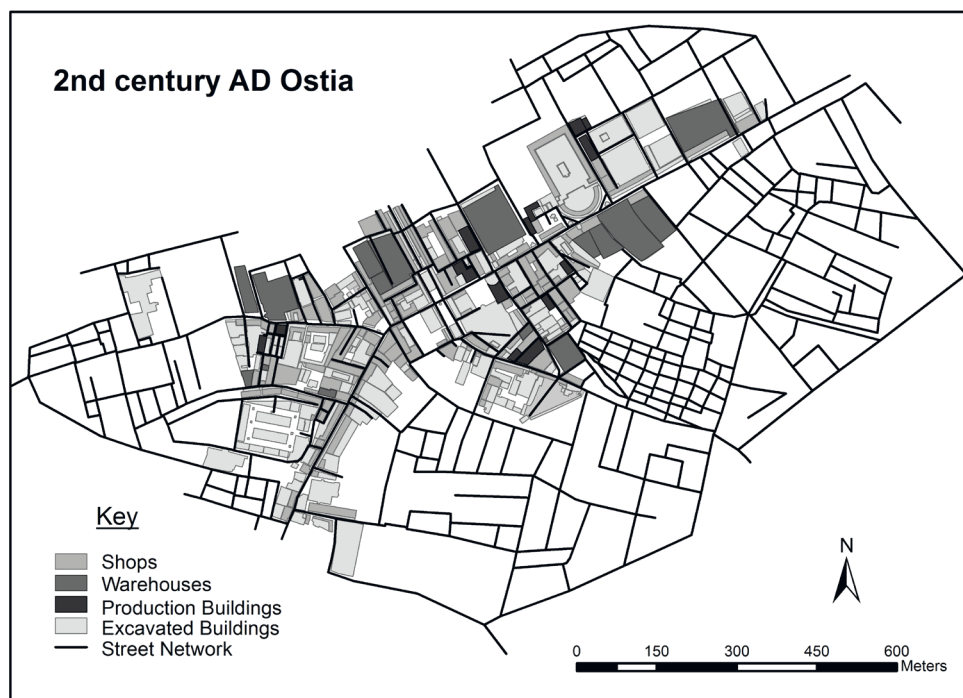 2nd century AD Ostia
Key
Shops
Warehouses
Production Buildings
Excavated Buildings
Street Network
N
0 150 300 450 600
Meters